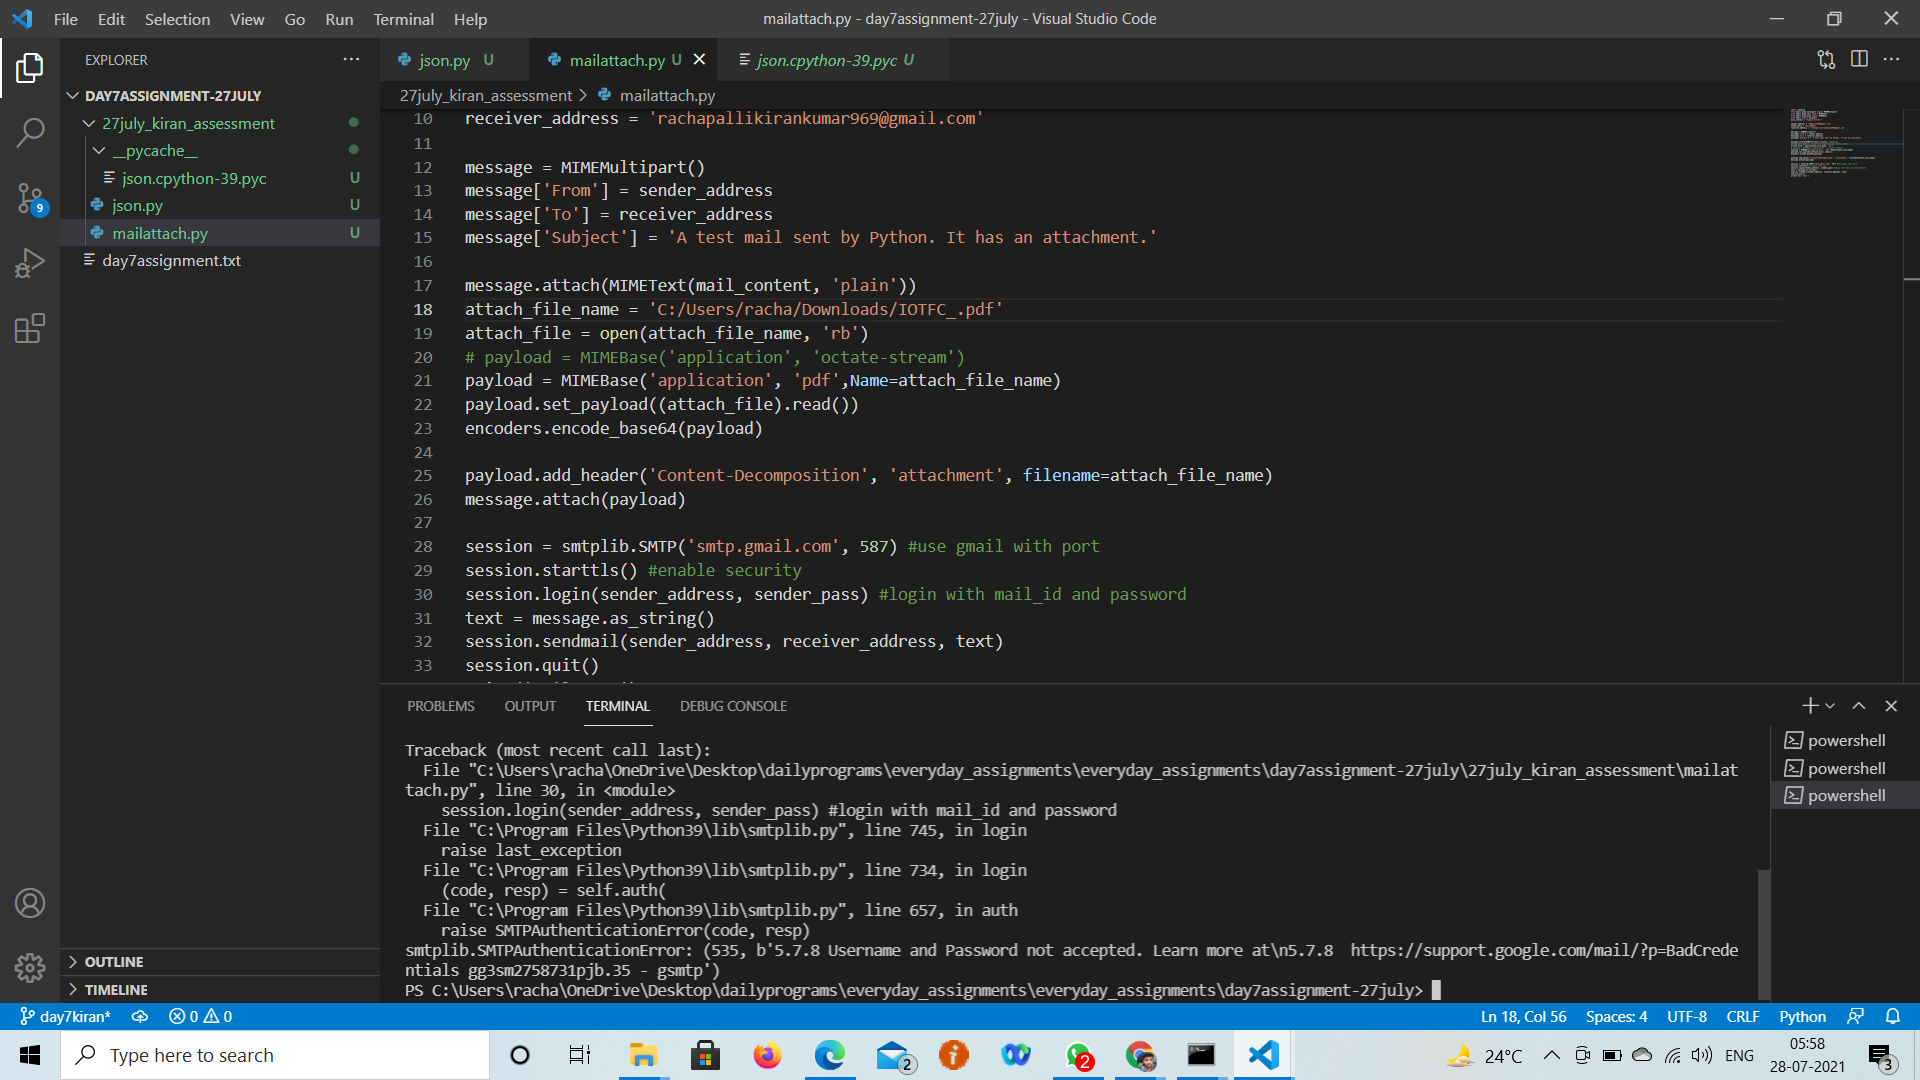 File Edit Selection View Go Run Terminal Help
mailattach.py - day7assignment-27july - Visual Studio Code
EXPLORER
DAY7ASSIGNMENT-27JULY
27july_kiran_assessment
__pycache__
json.cpython-39.pyc U
json.py U
mailattach.py U
day7assignment.txt
OUTLINE
TIMELINE
9
json.py U
mailattach.py U
json.cpython-39.pyc U
27july_kiran_assessment > mailattach.py
10 receiver_address = 'rachapallikirankumar969@gmail.com'
11
12 message = MIMEMultipart()
13 message['From'] = sender_address
14 message['To'] = receiver_address
15 message['Subject'] = 'A test mail sent by Python. It has an attachment.'
16
17 message.attach(MIMEText(mail_content, 'plain'))
18 attach_file_name = 'C:/Users/racha/Downloads/IOTFC_.pdf'
19 attach_file = open(attach_file_name, 'rb')
20 # payload = MIMEBase('application', 'octate-stream')
21 payload = MIMEBase('application', 'pdf',Name=attach_file_name)
22 payload.set_payload((attach_file).read())
23 encoders.encode_base64(payload)
24
25 payload.add_header('Content-Decomposition', 'attachment', filename=attach_file_name)
26 message.attach(payload)
27
28 session = smtplib.SMTP('smtp.gmail.com', 587) #use gmail with port
29 session.starttls() #enable security
30 session.login(sender_address, sender_pass) #login with mail_id and password
31 text = message.as_string()
32 session.sendmail(sender_address, receiver_address, text)
33 session.quit()
PROBLEMS OUTPUT TERMINAL DEBUG CONSOLE
Traceback (most recent call last):
File "C:\Users\racha\OneDrive\Desktop\dailyprograms\everyday_assignments\everyday_assignments\day7assignment-27july\27july_kiran_assessment\mailat
tach.py", line 30, in <module>
session.login(sender_address, sender_pass) #login with mail_id and password
File "C:\Program Files\Python39\lib\smtplib.py", line 745, in login
raise last_exception
File "C:\Program Files\Python39\lib\smtplib.py", line 734, in login
(code, resp) = self.auth(
File "C:\Program Files\Python39\lib\smtplib.py", line 657, in auth
raise SMTPAuthenticationError(code, resp)
smtplib.SMTPAuthenticationError: (535, b'5.7.8 Username and Password not accepted. Learn more at\n5.7.8  https://support.google.com/mail/?p=BadCrede
ntials gg3sm2758731pjb.35 - gsmtp')
PS C:\Users\racha\OneDrive\Desktop\dailyprograms\everyday_assignments\everyday_assignments\day7assignment-27july>
powershell
powershell
powershell
day7kiran* 0 0
Ln 18, Col 56 Spaces: 4 UTF-8 CRLF Python
Type here to search
2
2
24°C
ENG
05:58
28-07-2021
3